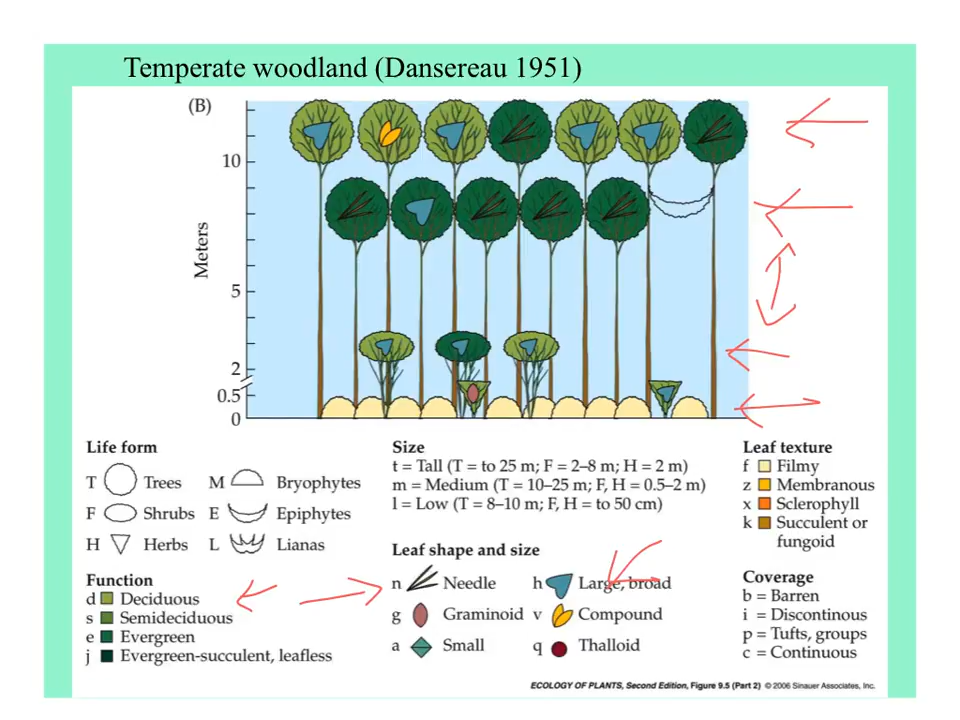 Temperate woodland (Dansereau 1951)
(B)
10
5
2
0.5
0
Meters
Life form
T Trees M Bryophytes
F Shrubs E Epiphytes
H Herbs L Lianas
Function
d Deciduous
s Semideciduous
e Evergreen
j Evergreen-succulent, leafless
Size
t = Tall (T = to 25 m; F = 2–8 m; H = 2 m)
m = Medium (T = 10–25 m; F, H = 0.5–2 m)
l = Low (T = 8–10 m; F, H = to 50 cm)
Leaf shape and size
n Needle h Large, broad
g Graminoid v Compound
a Small q Thalloid
Leaf texture
f Filmy
z Membranous
x Sclerophyll
k Succulent or
fungoid
Coverage
b = Barren
i = Discontinous
p = Tufts, groups
c = Continuous
ECOLOGY OF PLANTS, Second Edition, Figure 9.5 (Part 2) © 2006 Sinauer Associates, Inc.